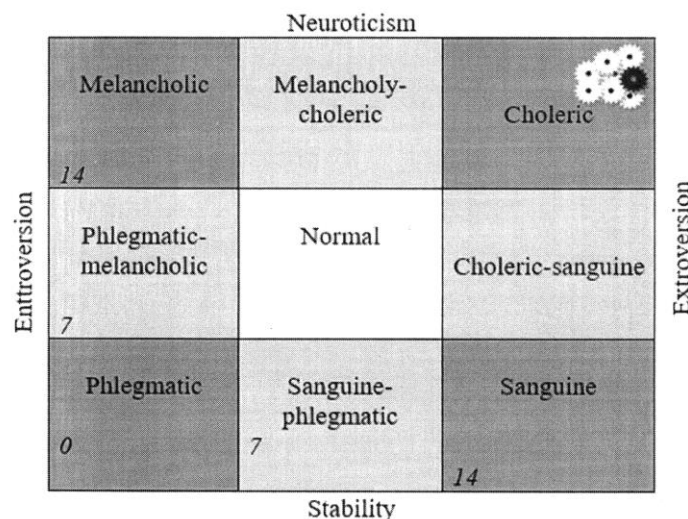 Neuroticism
Melancholic
Melancholy-
choleric
Choleric
14
Enttroversion
Extroversion
Phlegmatic-
melancholic
Normal
Choleric-sanguine
7
Phlegmatic
Sanguine-
phlegmatic
Sanguine
0
7
14
Stability